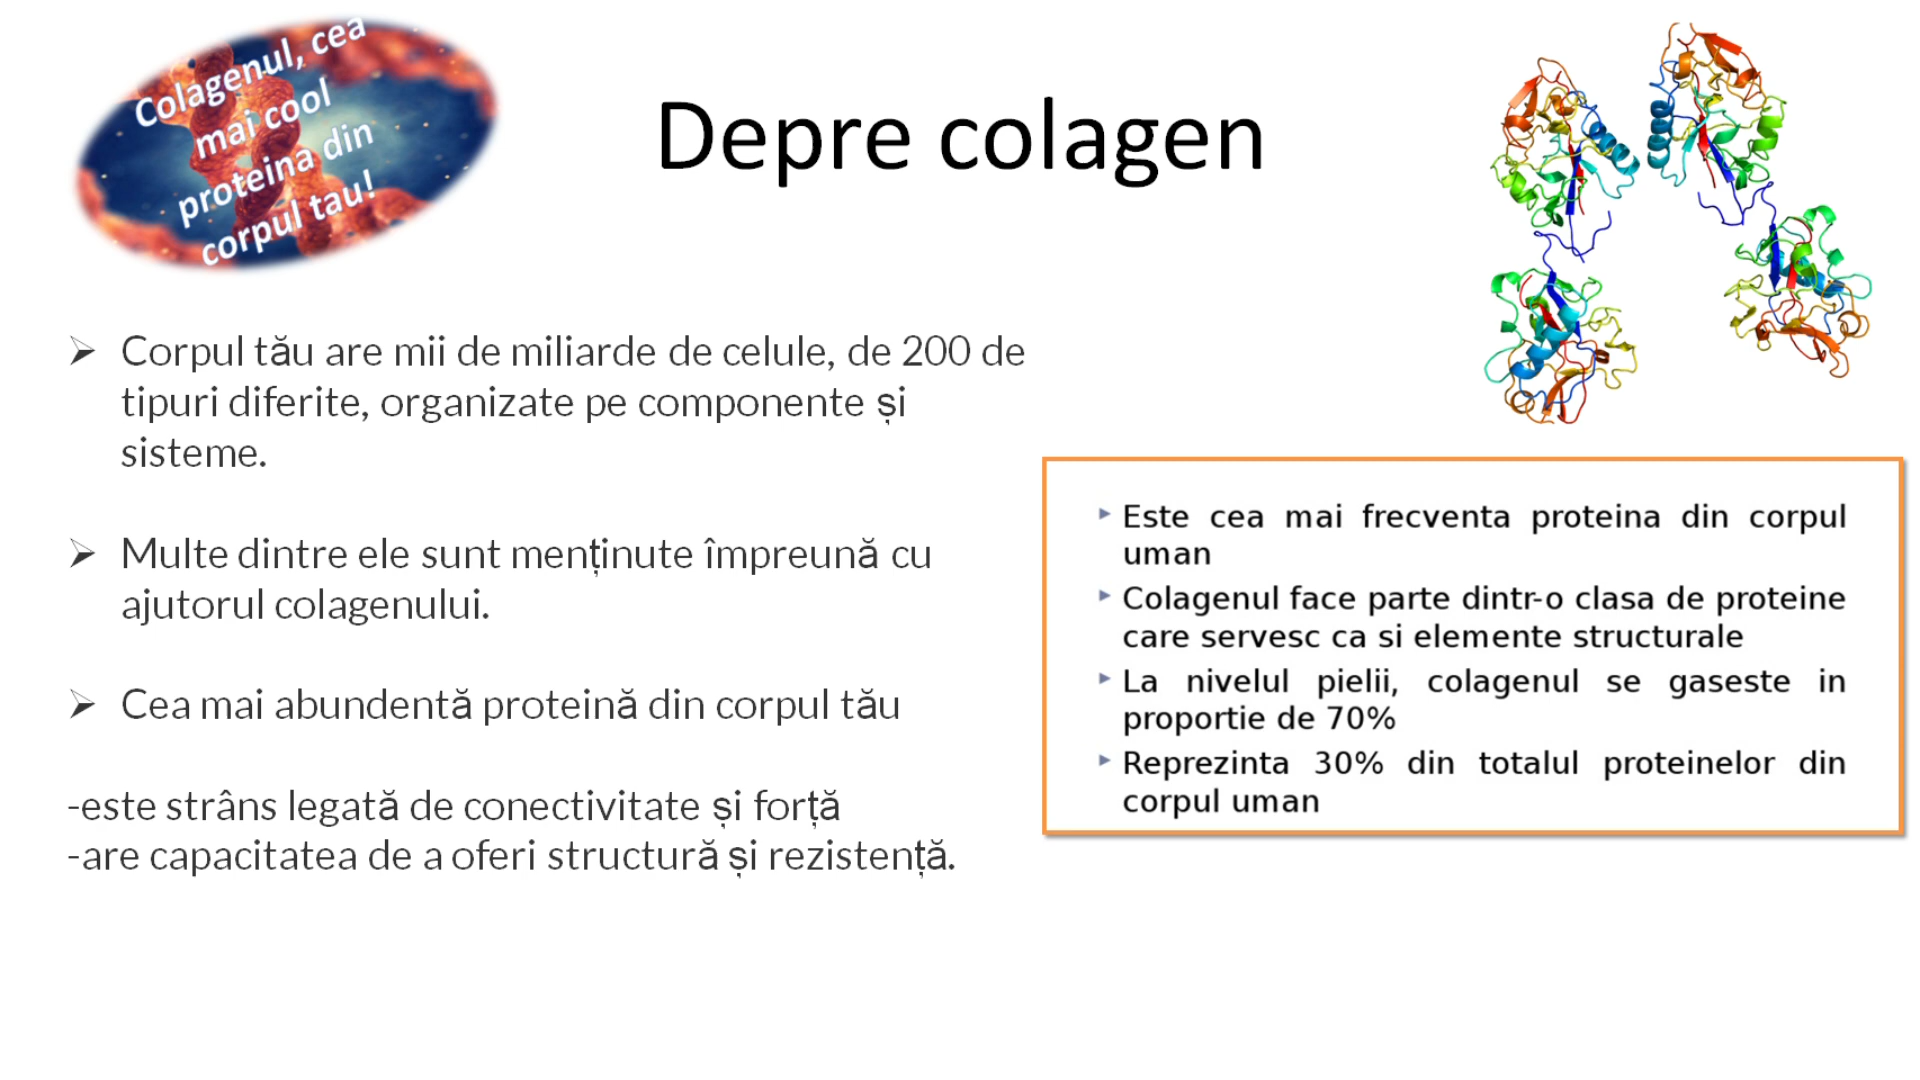 Colagenul, cea
mai cool
proteina din
corpul tau!
Depre colagen
➢ Corpul tău are mii de miliarde de celule, de 200 de
tipuri diferite, organizate pe componente și
sisteme.
➢ Multe dintre ele sunt menținute împreună cu
ajutorul colagenului.
➢ Cea mai abundentă proteină din corpul tău
-este strâns legată de conectivitate și forță
-are capacitatea de a oferi structură și rezistență.
▸ Este cea mai frecventa proteina din corpul
uman
▸ Colagenul face parte dintr-o clasa de proteine
care servesc ca si elemente structurale
▸ La nivelul pielii, colagenul se gaseste in
proportie de 70%
▸ Reprezinta 30% din totalul proteinelor din
corpul uman